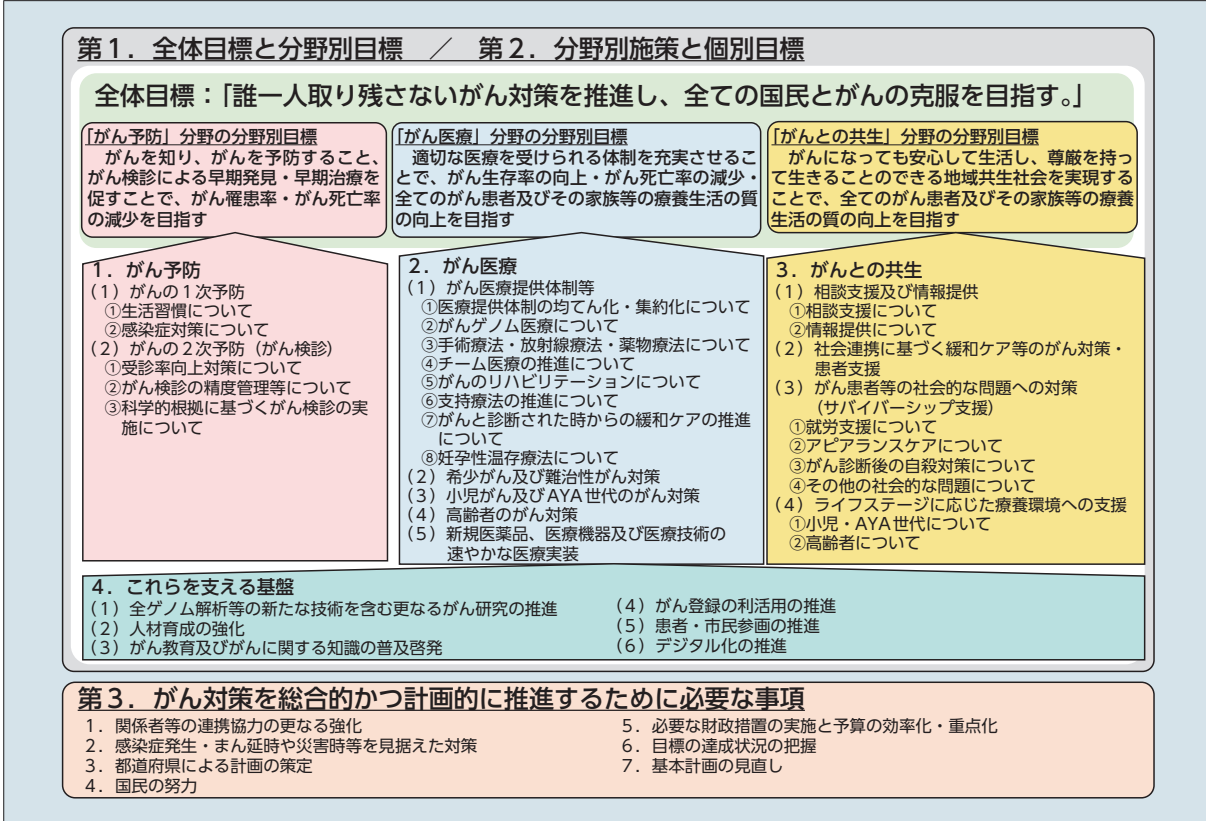 第1．全体目標と分野別目標　／　第2．分野別施策と個別目標
全体目標：「誰一人取り残さないがん対策を推進し、全ての国民とがんの克服を目指す。」
「がん予防」分野の分野別目標
がんを知り、がんを予防すること、
がん検診による早期発見・早期治療を
促すことで、がん罹患率・がん死亡率
の減少を目指す
「がん医療」分野の分野別目標
適切な医療を受けられる体制を充実させるこ
とで、がん生存率の向上・がん死亡率の減少・
全てのがん患者及びその家族等の療養生活の質
の向上を目指す
「がんとの共生」分野の分野別目標
がんになっても安心して生活し、尊厳を持っ
て生きることのできる地域共生社会を実現する
ことで、全てのがん患者及びその家族等の療養
生活の質の向上を目指す
1．がん予防
（1）がんの1次予防
①生活習慣について
②感染症対策について
（2）がんの2次予防（がん検診）
①受診率向上対策について
②がん検診の精度管理等について
③科学的根拠に基づくがん検診の実
施について
2．がん医療
（1）がん医療提供体制等
①医療提供体制の均てん化・集約化について
②がんゲノム医療について
③手術療法・放射線療法・薬物療法について
④チーム医療の推進について
⑤がんのリハビリテーションについて
⑥支持療法の推進について
⑦がんと診断された時からの緩和ケアの推進
について
⑧妊孕性温存療法について
（2）希少がん及び難治性がん対策
（3）小児がん及びAYA世代のがん対策
（4）高齢者のがん対策
（5）新規医薬品、医療機器及び医療技術の
速やかな医療実装
3．がんとの共生
（1）相談支援及び情報提供
①相談支援について
②情報提供について
（2）社会連携に基づく緩和ケア等のがん対策・
患者支援
（3）がん患者等の社会的な問題への対策
（サバイバーシップ支援）
①就労支援について
②アピアランスケアについて
③がん診断後の自殺対策について
④その他の社会的な問題について
（4）ライフステージに応じた療養環境への支援
①小児・AYA世代について
②高齢者について
4．これらを支える基盤
（1）全ゲノム解析等の新たな技術を含む更なるがん研究の推進
（2）人材育成の強化
（3）がん教育及びがんに関する知識の普及啓発
（4）がん登録の利活用の推進
（5）患者・市民参画の推進
（6）デジタル化の推進
第3．がん対策を総合的かつ計画的に推進するために必要な事項
1．関係者等の連携協力の更なる強化
2．感染症発生・まん延時や災害時等を見据えた対策
3．都道府県による計画の策定
4．国民の努力
5．必要な財政措置の実施と予算の効率化・重点化
6．目標の達成状況の把握
7．基本計画の見直し